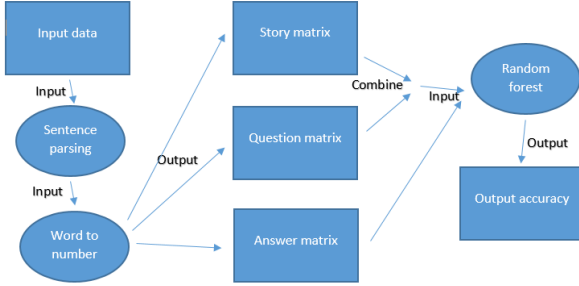 Input data
Input
Sentence
parsing
Input
Word to
number
Output
Story matrix
Question matrix
Answer matrix
Combine
Input
Random
forest
Output
Output accuracy